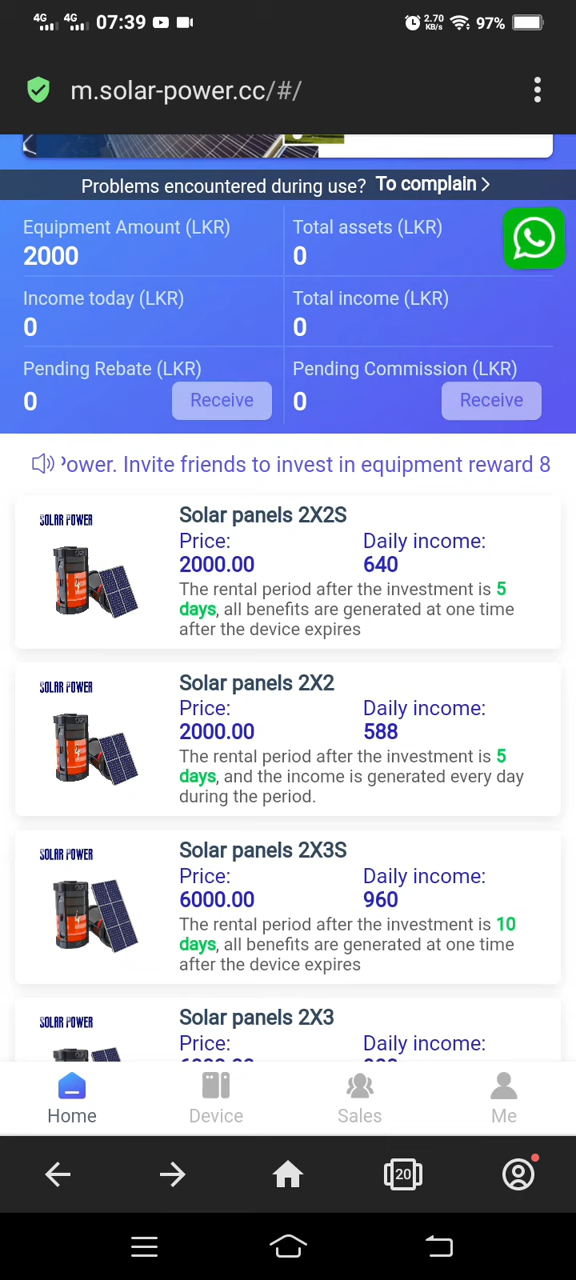 4G 4G 07:39 2.70 KB/s 97%
m.solar-power.cc/#/
Problems encountered during use? To complain >
Equipment Amount (LKR) Total assets (LKR)
2000 0
Income today (LKR) Total income (LKR)
0 0
Pending Rebate (LKR) Pending Commission (LKR)
0 Receive 0 Receive
ower. Invite friends to invest in equipment reward 8
SOLAR POWER
Solar panels 2X2S
Price: Daily income:
2000.00 640
The rental period after the investment is 5
days, all benefits are generated at one time
after the device expires
SOLAR POWER
Solar panels 2X2
Price: Daily income:
2000.00 588
The rental period after the investment is 5
days, and the income is generated every day
during the period.
SOLAR POWER
Solar panels 2X3S
Price: Daily income:
6000.00 960
The rental period after the investment is 10
days, all benefits are generated at one time
after the device expires
SOLAR POWER
Solar panels 2X3
Price: Daily income:
Home Device Sales Me
20